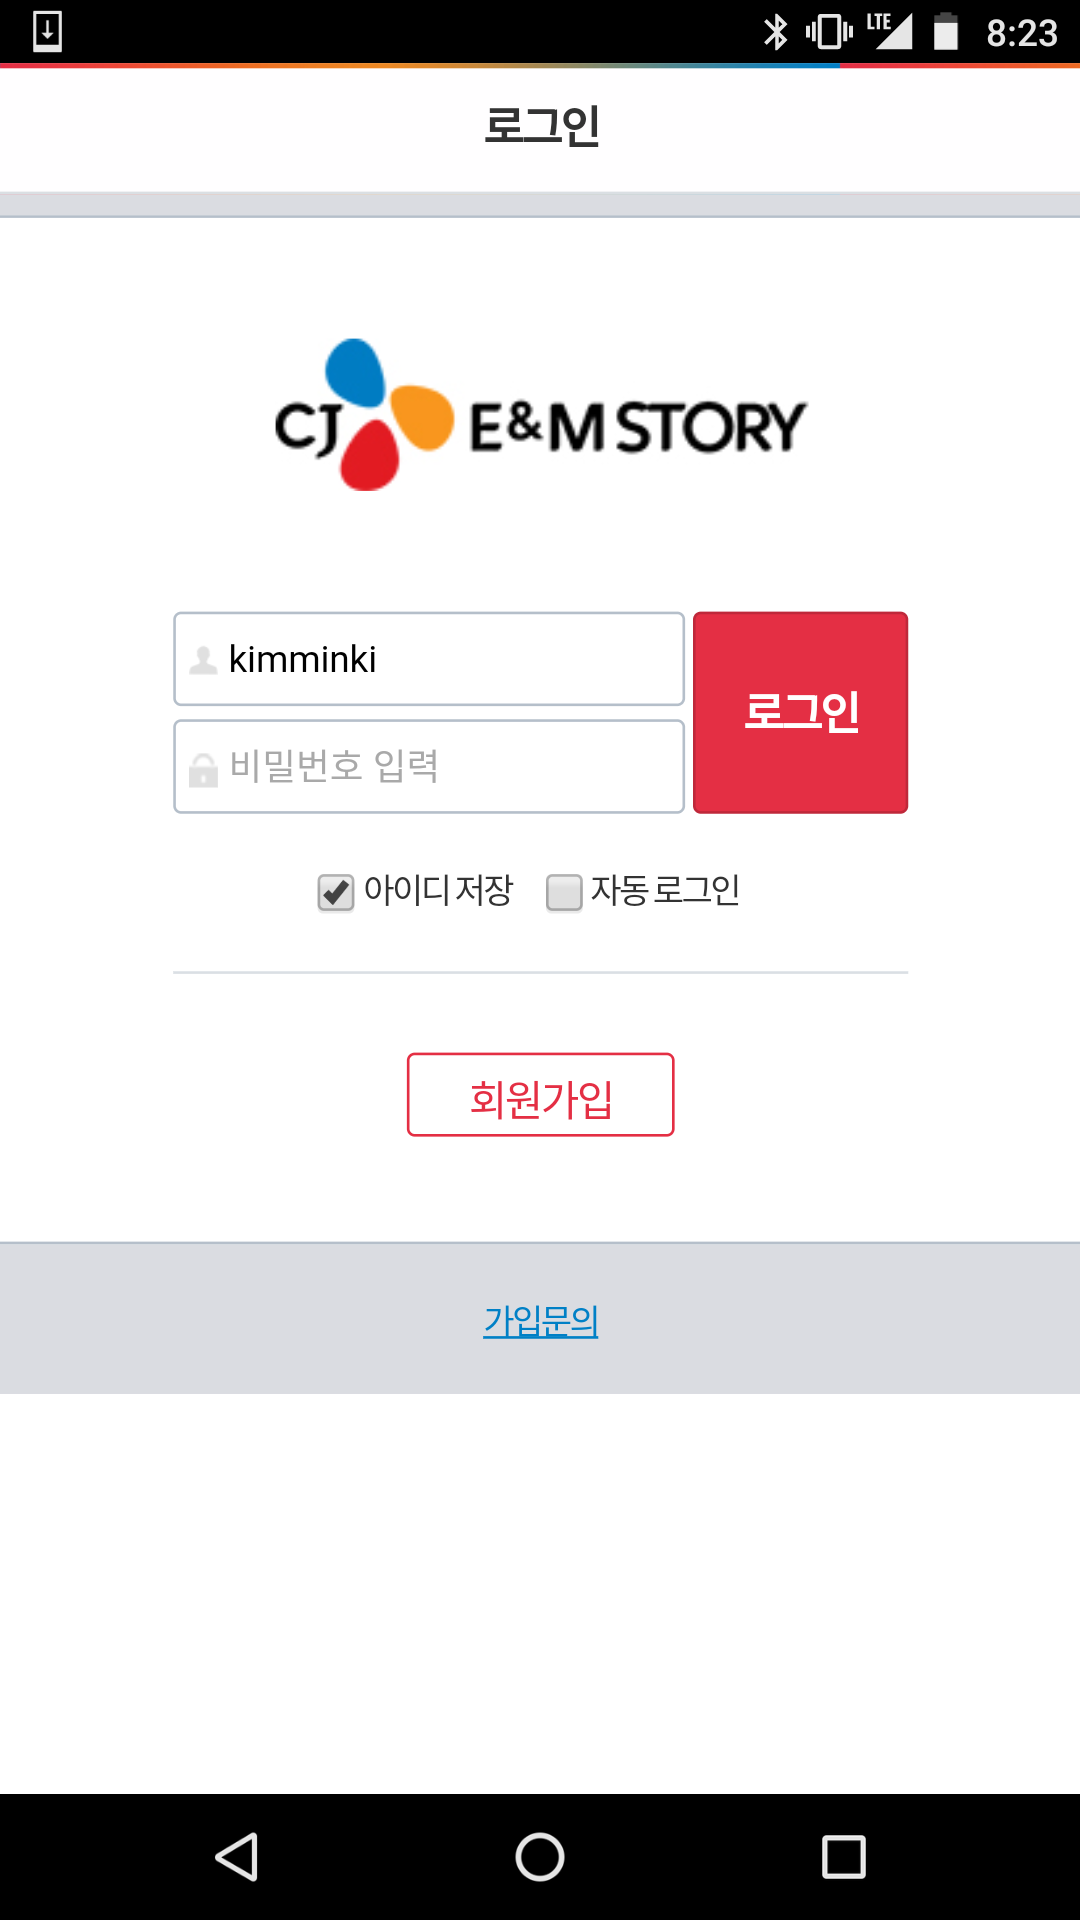 LTE 8:23
로그인
CJ E&M STORY
kimminki
비밀번호 입력
로그인
아이디 저장 자동 로그인
회원가입
가입문의